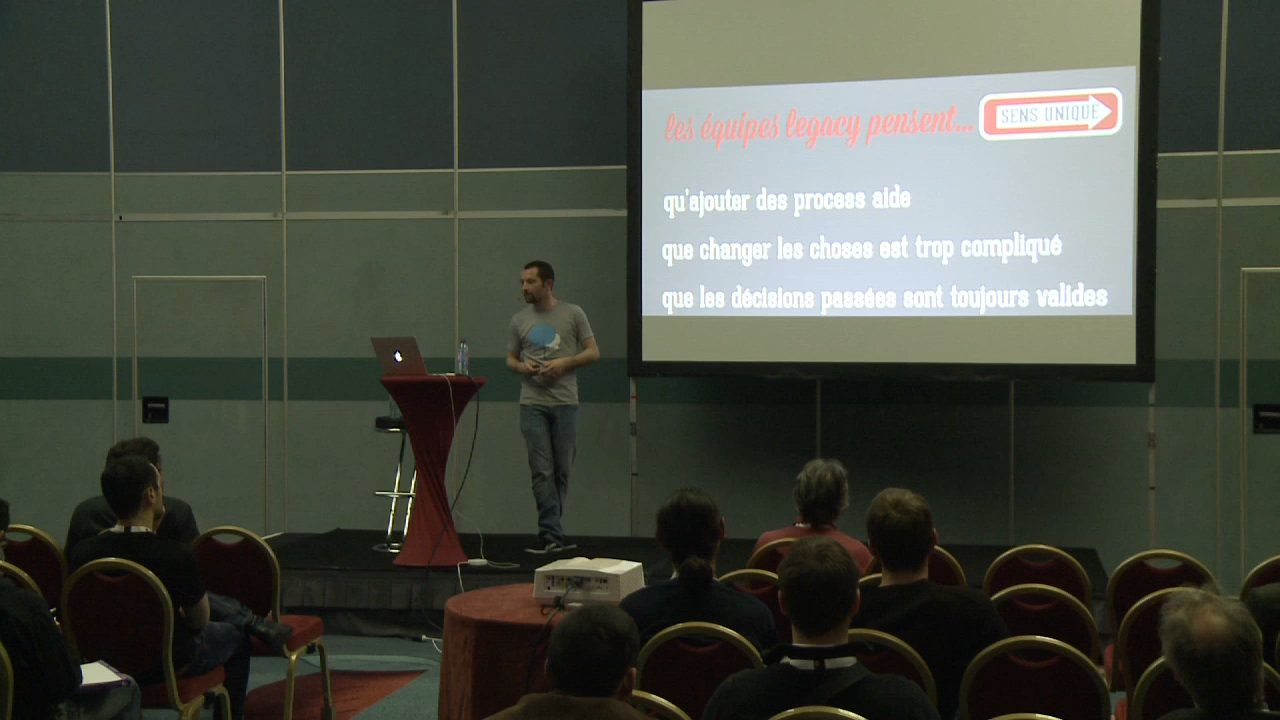 les équipes legacy pensent...
SENS UNIQUE
qu'ajouter des process aide
que changer les choses est trop compliqué
que les décisions passées sont toujours valides